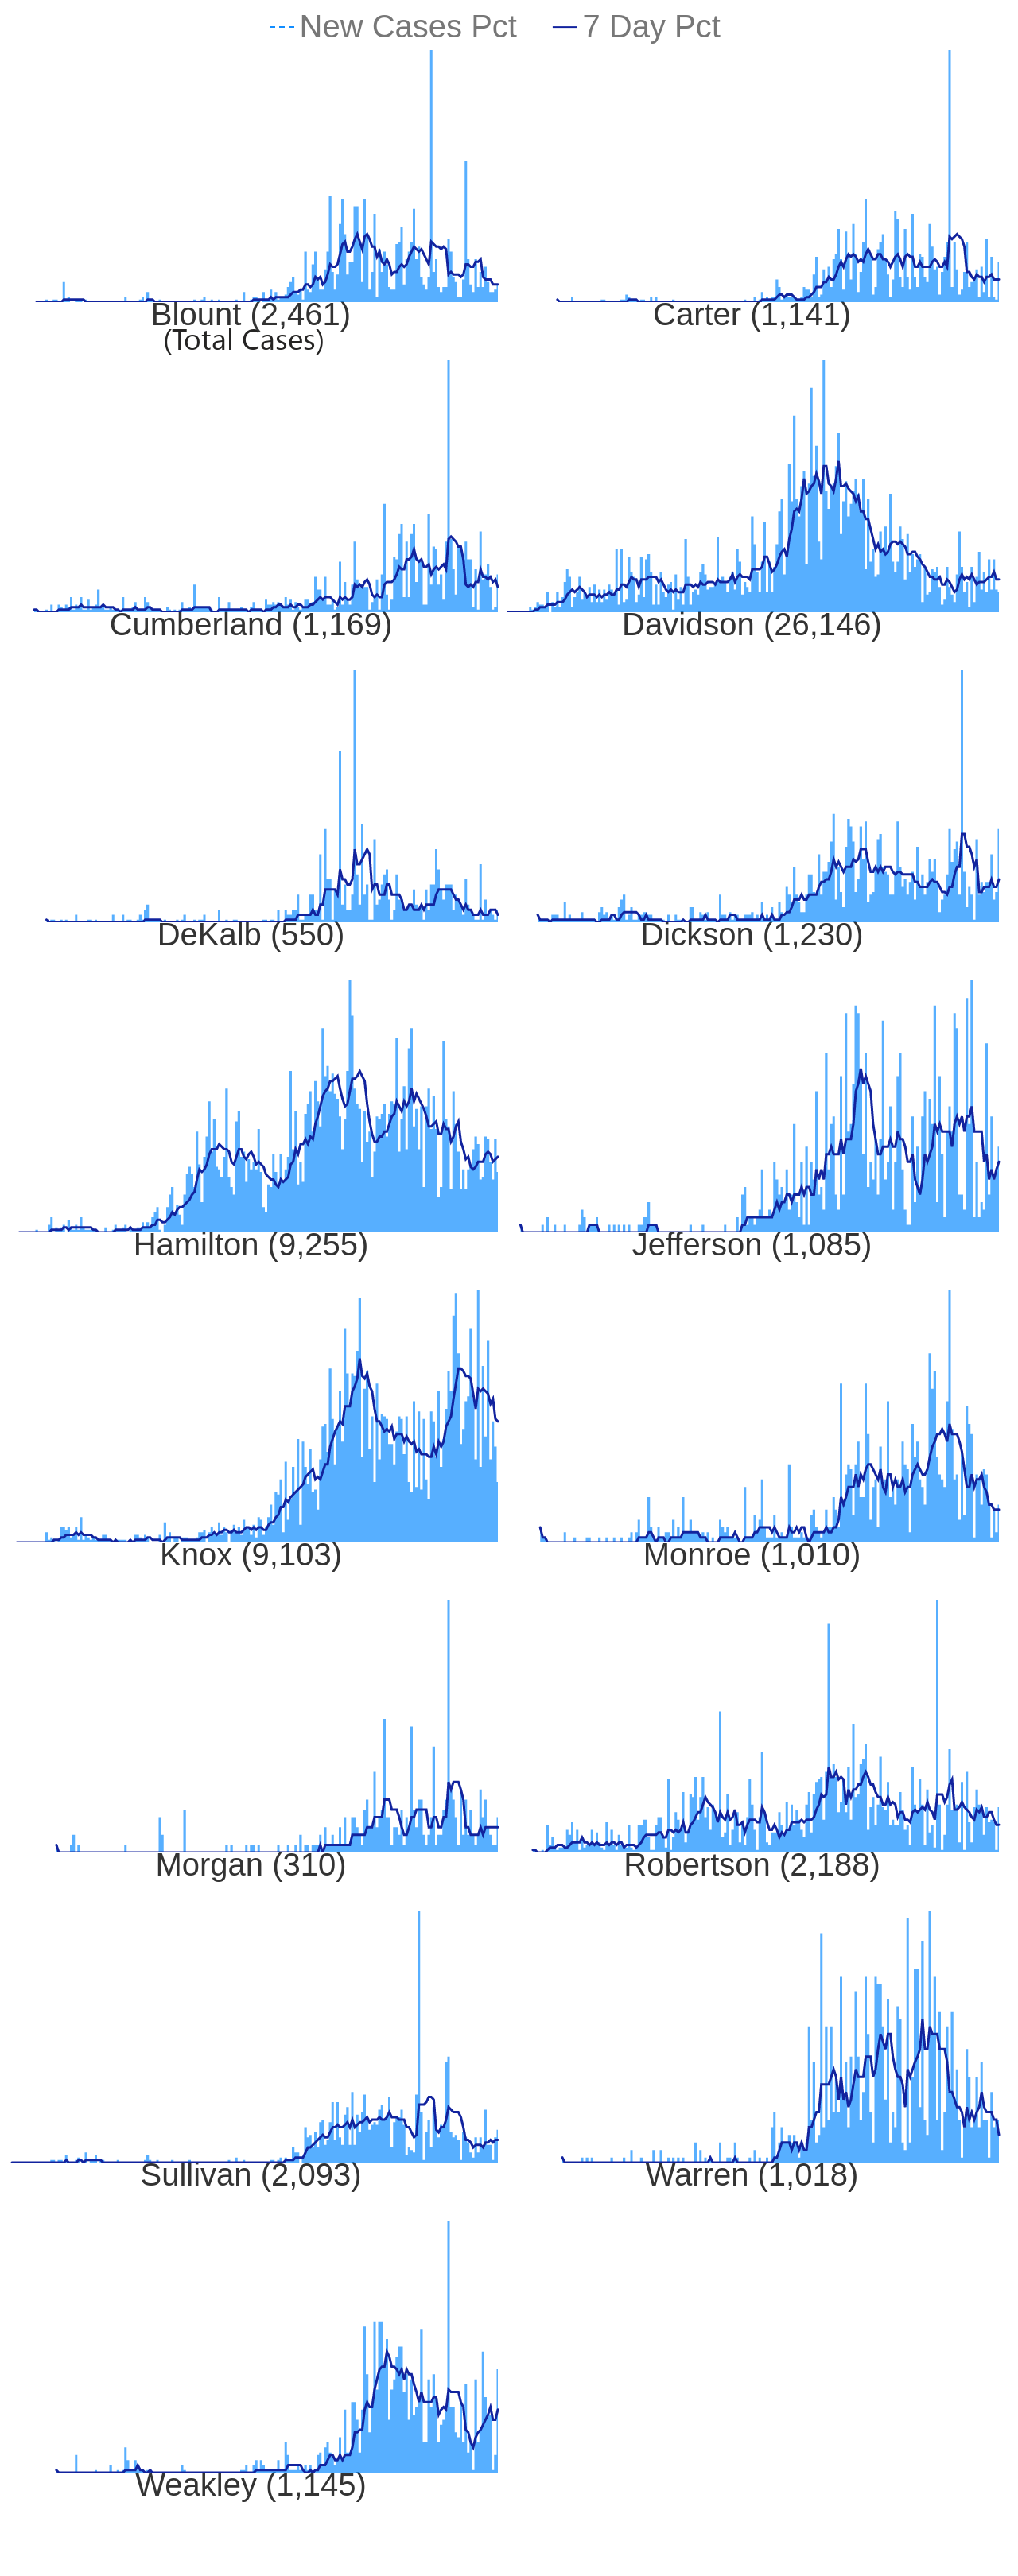 New Cases Pct 7 Day Pct
Blount (2,461) Carter (1,141)
(Total Cases)
Cumberland (1,169) Davidson (26,146)
DeKalb (550) Dickson (1,230)
Hamilton (9,255) Jefferson (1,085)
Knox (9,103) Monroe (1,010)
Morgan (310) Robertson (2,188)
Sullivan (2,093) Warren (1,018)
Weakley (1,145)